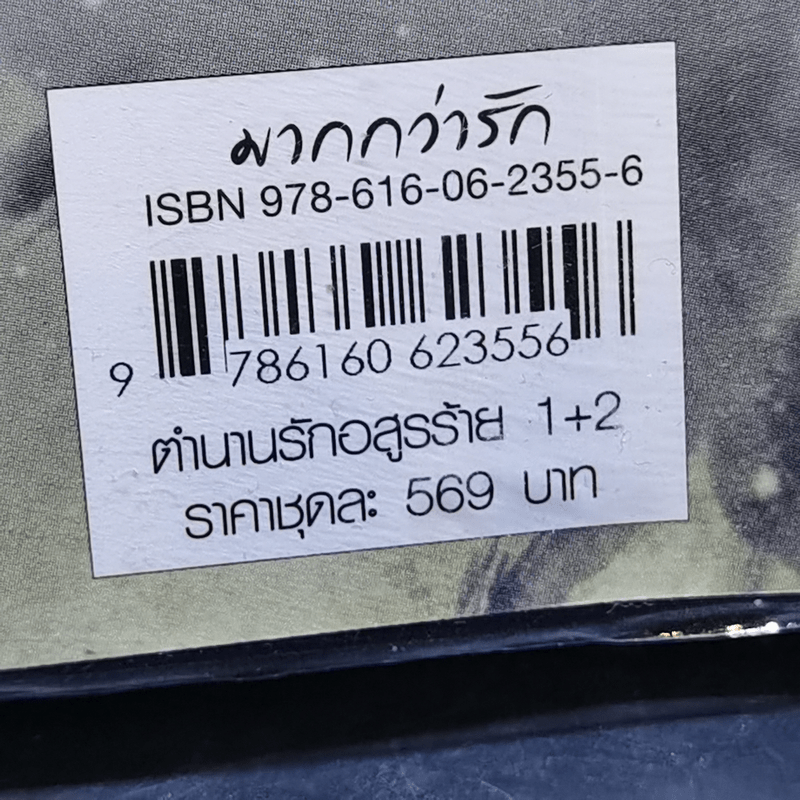 มากกว่ารัก
ISBN 978-616-06-2355-6
9 786160 623556
ตำนานรักอสูรร้าย 1+2
ราคาชุดละ 569 บาท